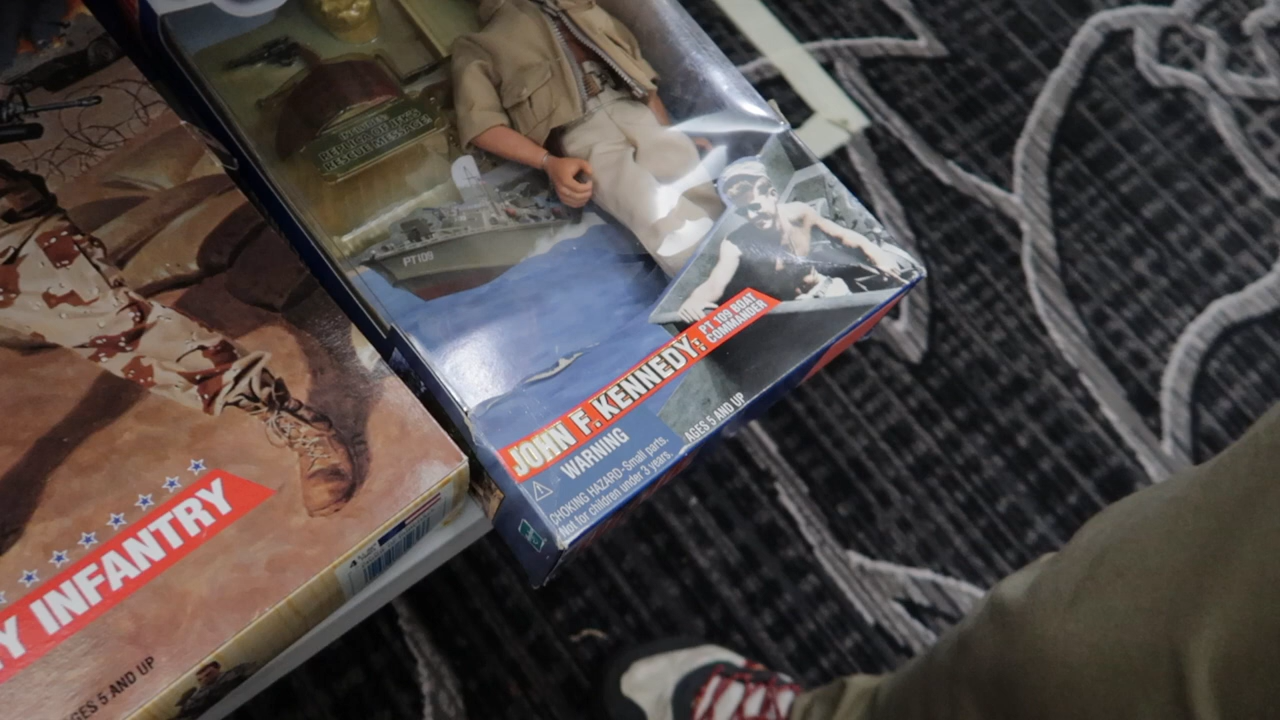 PT109
JOHN F. KENNEDY:
PT 109 BOAT
COMMANDER
WARNING
CHOKING HAZARD-Small parts.
Not for children under 3 years.
AGES 5 AND UP
Y INFANTRY
GES 5 AND UP